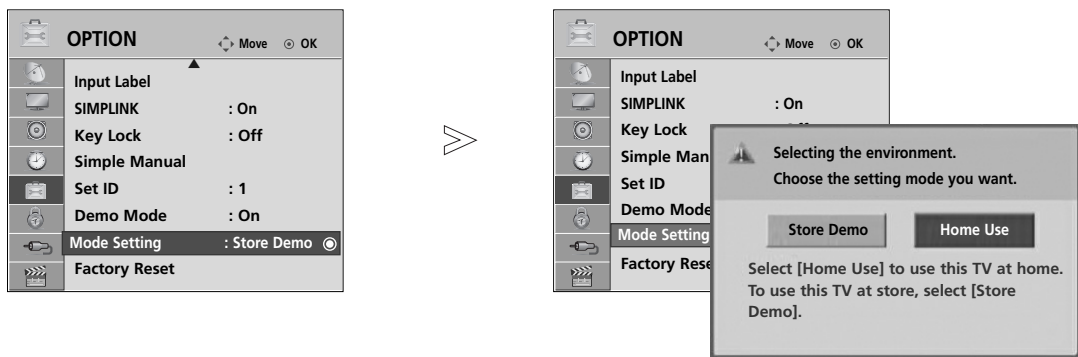 OPTION
Move OK
Input Label
SIMPLINK : On
Key Lock : Off
Simple Manual
Set ID : 1
Demo Mode : On
Mode Setting : Store Demo
Factory Reset
OPTION
Move OK
Input Label
SIMPLINK : On
Key Lock
Simple Man
Set ID
Demo Mode
Mode Setting
Factory Rese
Selecting the environment.
Choose the setting mode you want.
Store Demo Home Use
Select [Home Use] to use this TV at home.
To use this TV at store, select [Store
Demo].